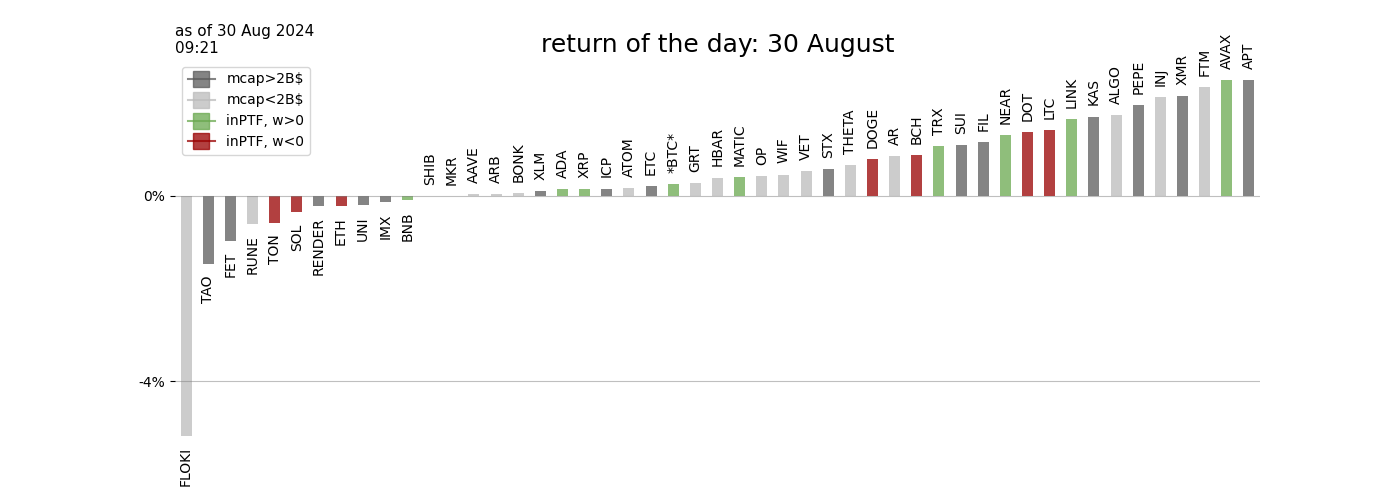 as of 30 Aug 2024
09:21
return of the day: 30 August
mcap>2B$
mcap<2B$
inPTF, w>0
inPTF, w<0
0%
-4%
FLOKI
TAO
FET
RUNE
TON
SOL
RENDER
ETH
UNI
IMX
BNB
SHIB
MKR
AAVE
ARB
BONK
XLM
ADA
XRP
ICP
ATOM
ETC
*BTC*
GRT
HBAR
MATIC
OP
WIF
VET
STX
THETA
DOGE
AR
BCH
TRX
SUI
FIL
NEAR
DOT
LTC
LINK
KAS
ALGO
PEPE
INJ
XMR
FTM
AVAX
APT